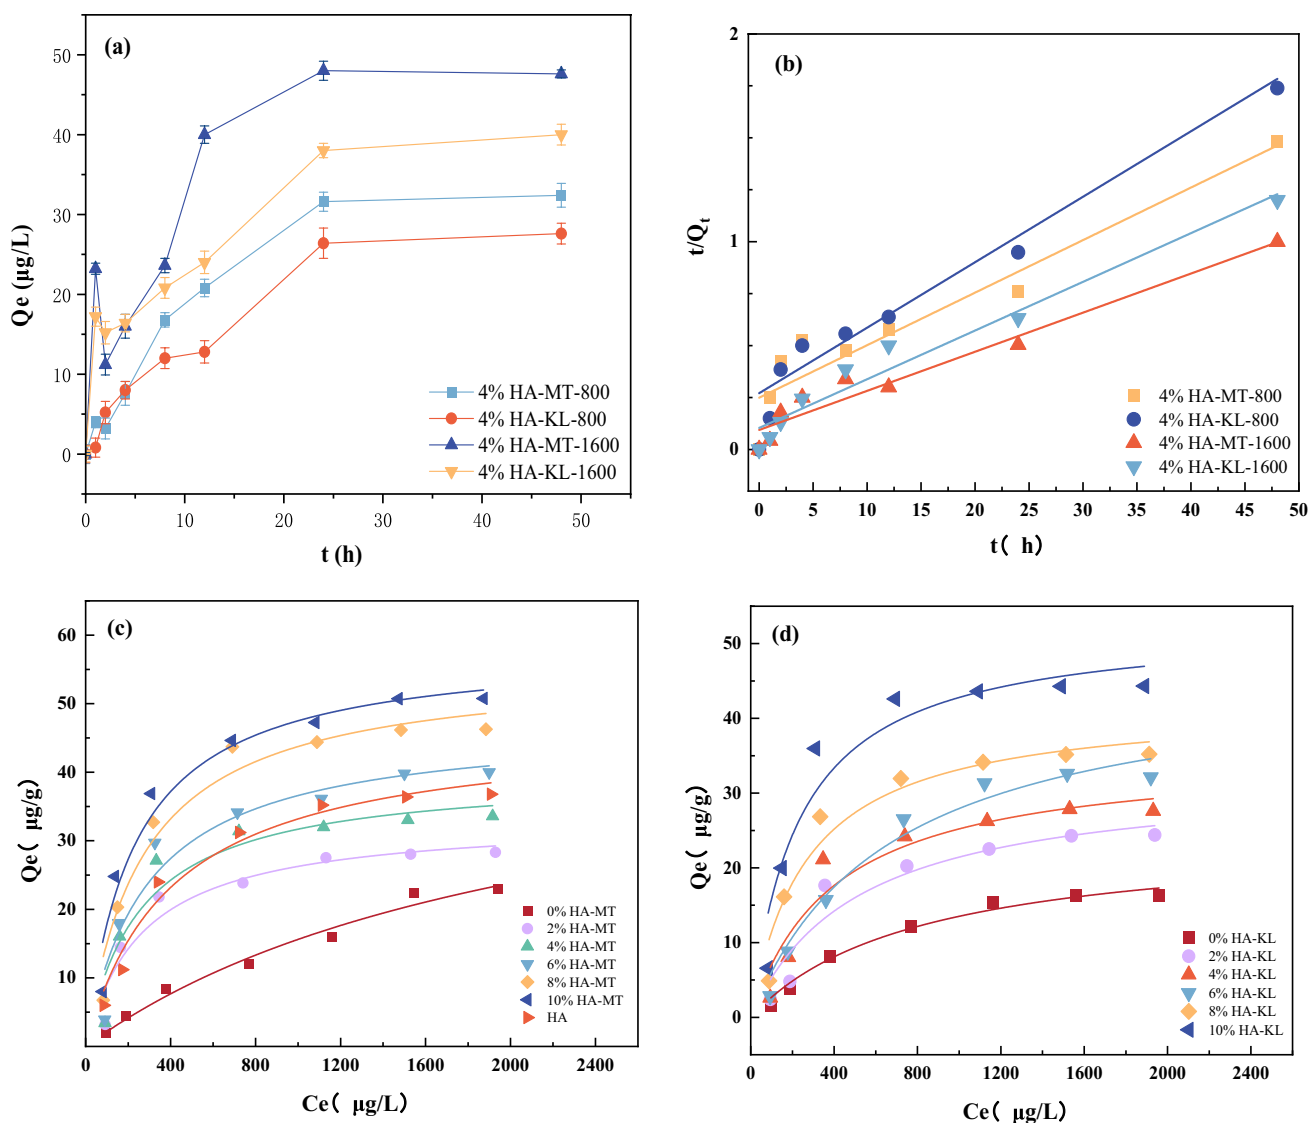 (a)
50
40
30
20
10
0
Qe (μg/L)
0 10 20 30 40 50
t (h)
4% HA-MT-800
4% HA-KL-800
4% HA-MT-1600
4% HA-KL-1600
(b)
2
1
0
t/Qt
0 5 10 15 20 25 30 35 40 45 50
t( h)
4% HA-MT-800
4% HA-KL-800
4% HA-MT-1600
4% HA-KL-1600
(c)
60
50
40
30
20
10
Qe( μg/g)
0 400 800 1200 1600 2000 2400
Ce( μg/L)
0% HA-MT
2% HA-MT
4% HA-MT
6% HA-MT
8% HA-MT
10% HA-MT
HA
(d)
50
40
30
20
10
0
Qe( μg/g)
0 400 800 1200 1600 2000 2400
Ce( μg/L)
0% HA-KL
2% HA-KL
4% HA-KL
6% HA-KL
8% HA-KL
10% HA-KL